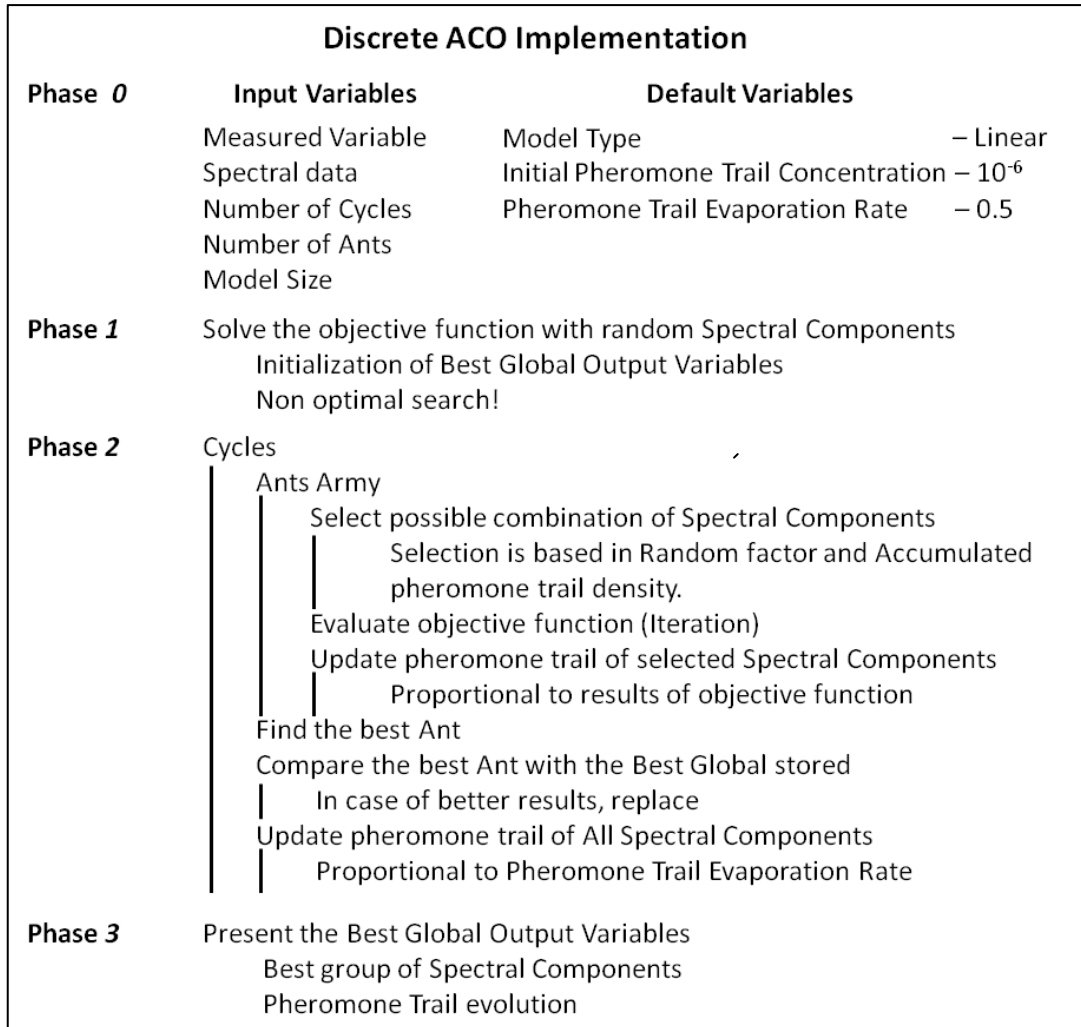 Discrete ACO Implementation
Phase 0 Input Variables Default Variables
Measured Variable Model Type – Linear
Spectral data Initial Pheromone Trail Concentration – 10⁻⁶
Number of Cycles Pheromone Trail Evaporation Rate – 0.5
Number of Ants
Model Size
Phase 1 Solve the objective function with random Spectral Components
Initialization of Best Global Output Variables
Non optimal search!
Phase 2 Cycles
Ants Army
Select possible combination of Spectral Components
Selection is based in Random factor and Accumulated
pheromone trail density.
Evaluate objective function (Iteration)
Update pheromone trail of selected Spectral Components
Proportional to results of objective function
Find the best Ant
Compare the best Ant with the Best Global stored
In case of better results, replace
Update pheromone trail of All Spectral Components
Proportional to Pheromone Trail Evaporation Rate
Phase 3 Present the Best Global Output Variables
Best group of Spectral Components
Pheromone Trail evolution